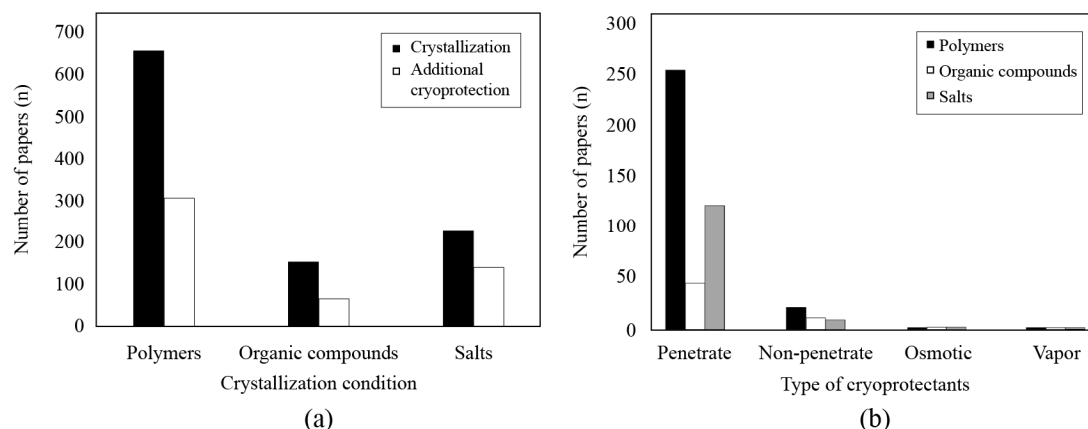 700
600
500
400
300
200
100
0
Number of papers (n)
Crystallization
Additional
cryoprotection
Polymers Organic compounds Salts
Crystallization condition
(a)
300
250
200
150
100
50
0
Number of papers (n)
Polymers
Organic compounds
Salts
Penetrate Non-penetrate Osmotic Vapor
Type of cryoprotectants
(b)